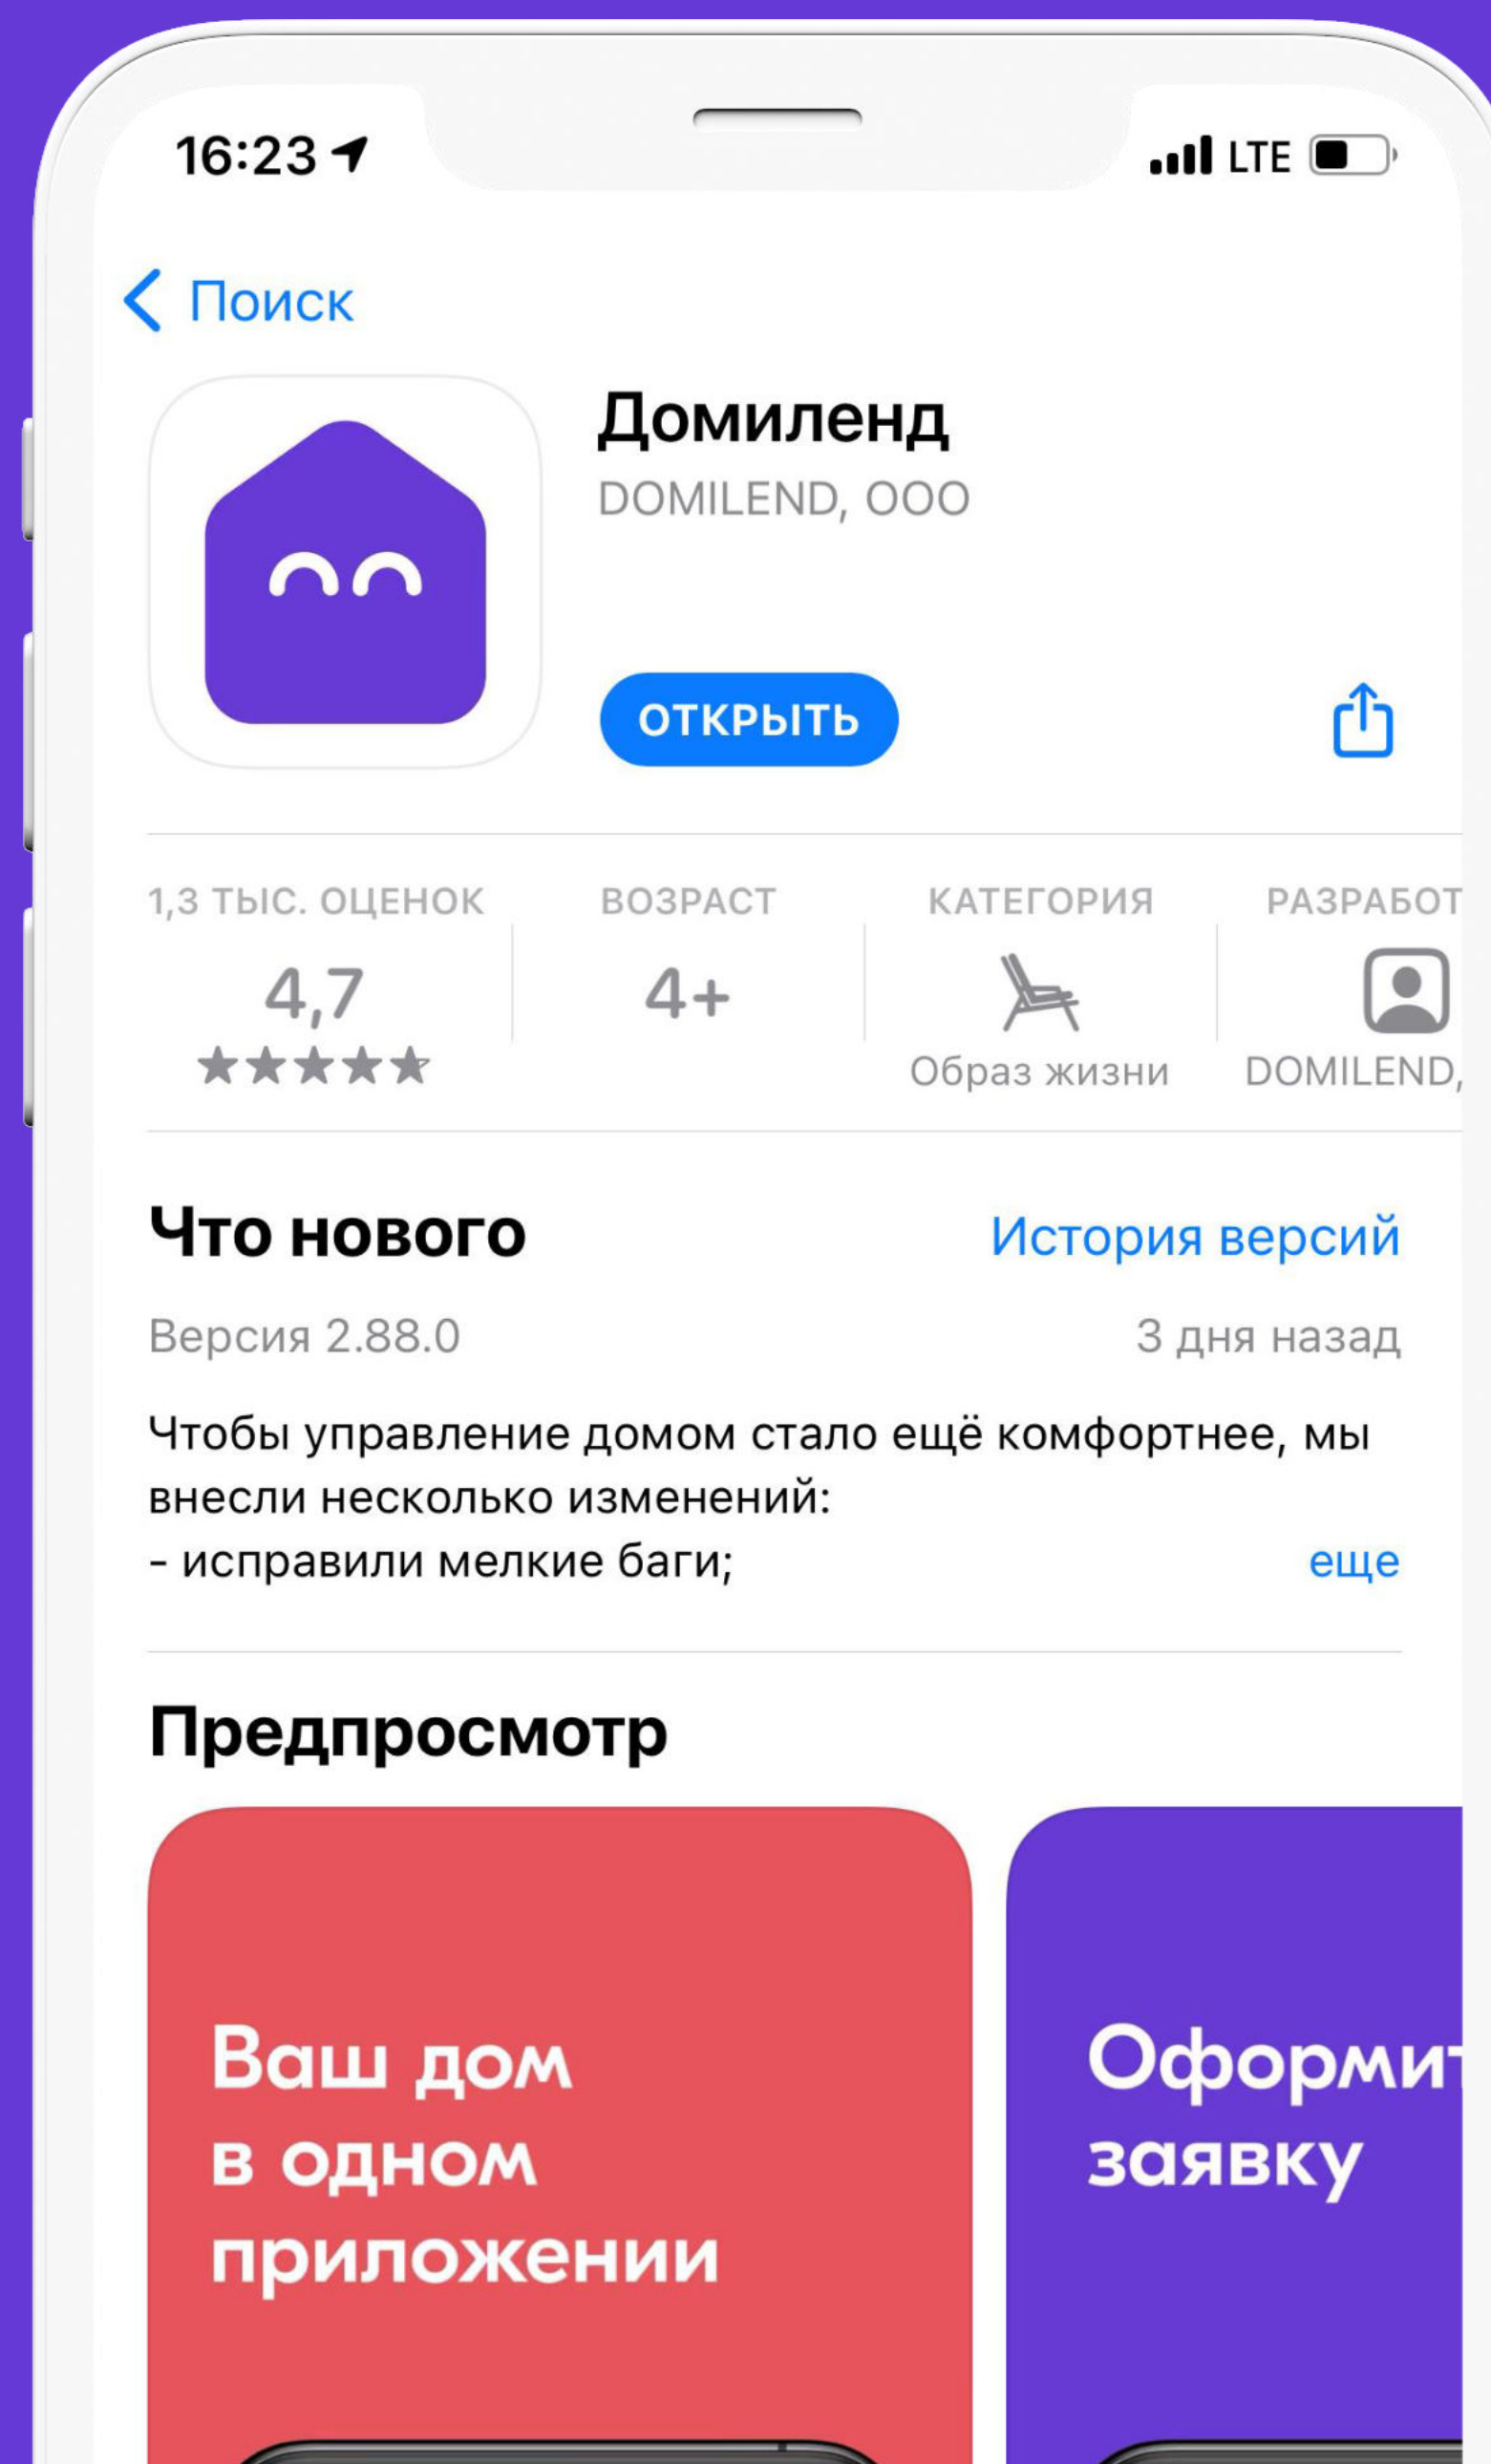 16:23
LTE
Поиск
Домиленд
DOMILEND, OOO
ОТКРЫТЬ
1,3 ТЫС. ОЦЕНОК
4,7
ВОЗРАСТ
4+
КАТЕГОРИЯ
Образ жизни
РАЗРАБОТ
DOMILEND,
Что нового
История версий
Версия 2.88.0
3 дня назад
Чтобы управление домом стало ещё комфортнее, мы
внесли несколько изменений:
- исправили мелкие баги;
еще
Предпросмотр
Ваш дом
в одном
приложении
Оформит
заявку